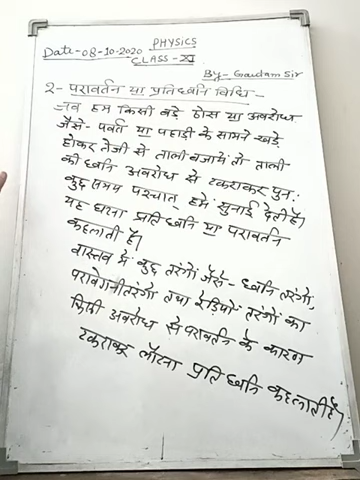 PHYSICS
Date-08-10-2020
CLASS-XI
By-Gautam Sir
2- परावर्तन या प्रतिध्वनि विधि -
जब हम किसी बडे ठोस या अवरोध
जैसे- पर्वत या पहाडी के सामने खडे
होकर तेजी से ताली बजायें तो ताली
की ध्वनि अवरोध से टकराकर पुन:
कुछ समय पश्चात् हमें सुनाई देती है।
यह घटना प्रति ध्वनि या परावर्तन
कहलाती है।
वास्तव में कुछ तरंगो जैसे- ध्वनि तरंगो,
तरंगो तथा रेडियो तरंगो का
किसी अवरोध से परावर्तन के कारण
टकराकर लौटना प्रति ध्वनि कहलाती है।